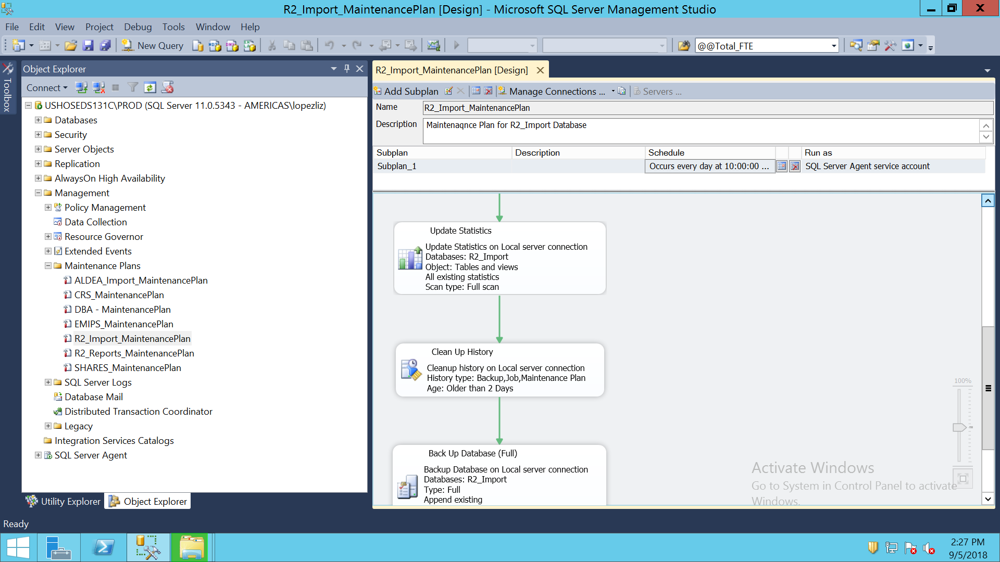 R2_Import_MaintenancePlan [Design] - Microsoft SQL Server Management Studio
File Edit View Project Debug Tools Window Help
New Query
@@Total_FTE
Toolbox
Object Explorer
Connect
USHOSEDS131C\PROD (SQL Server 11.0.5343 - AMERICAS\lopezliz)
Databases
Security
Server Objects
Replication
AlwaysOn High Availability
Management
Policy Management
Data Collection
Resource Governor
Extended Events
Maintenance Plans
ALDEA_Import_MaintenancePlan
CRS_MaintenancePlan
DBA - MaintenancePlan
EMIPS_MaintenancePlan
R2_Import_MaintenancePlan
R2_Reports_MaintenancePlan
SHARES_MaintenancePlan
SQL Server Logs
Database Mail
Distributed Transaction Coordinator
Legacy
Integration Services Catalogs
SQL Server Agent
Utility Explorer
Object Explorer
R2_Import_MaintenancePlan [Design]
Add Subplan Manage Connections ... Servers ...
Name R2_Import_MaintenancePlan
Description Maintenaqnce Plan for R2_Import Database
Subplan Description Schedule Run as
Subplan_1 Occurs every day at 10:00:00 ... SQL Server Agent service account
Update Statistics
Update Statistics on Local server connection
Databases: R2_Import
Object: Tables and views
All existing statistics
Scan type: Full scan
Clean Up History
Cleanup history on Local server connection
History type: Backup,Job,Maintenance Plan
Age: Older than 2 Days
Back Up Database (Full)
Backup Database on Local server connection
Databases: R2_Import
Type: Full
Append existing
100%
Activate Windows
Go to System in Control Panel to activate
Windows.
Ready
2:27 PM
9/5/2018